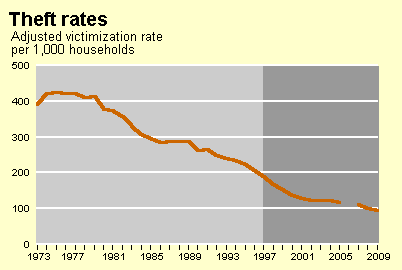 Theft rates
Adjusted victimization rate
per 1,000 households
500
400
300
200
100
0
1973 1977 1981 1985 1989 1993 1997 2001 2005 2009